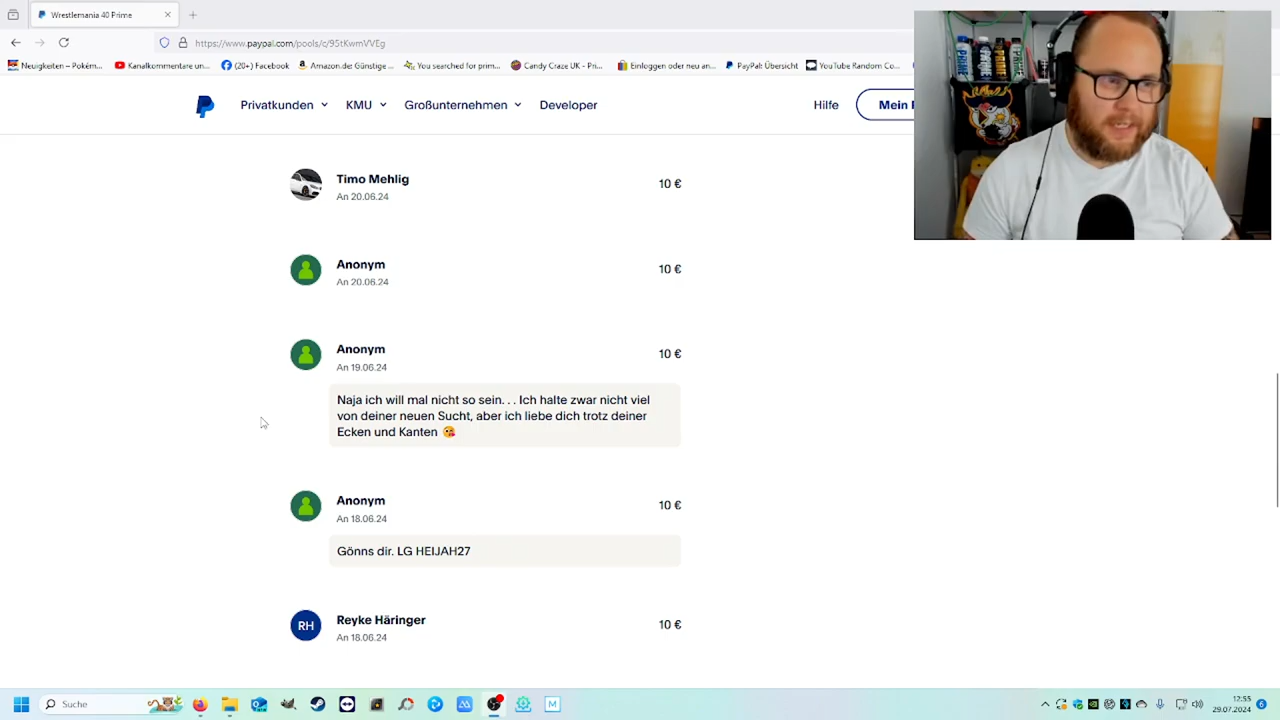 Wrestlemania 40 Prime
https://www.paypal.com/pools/c/95tKwmVVEg
Neuigkeiten - Pokém...
Kanalkommentare un...
(20+) Facebook
Amazon.de Günstige ...
You searched for prim...
Candy Craze UK - Pri...
Einloggen oder neu an...
PayPal: Übersicht
YouTube Random Co...
Privatkunden
KMU
Großunternehmen
Developer
Hilfe
Mein
Timo Mehlig
10 €
An 20.06.24
Anonym
10 €
An 20.06.24
Anonym
10 €
An 19.06.24
Naja ich will mal nicht so sein. . . Ich halte zwar nicht viel
von deiner neuen Sucht, aber ich liebe dich trotz deiner
Ecken und Kanten 😘
Anonym
10 €
An 18.06.24
Gönns dir. LG HEIJAH27
RH
Reyke Häringer
10 €
An 18.06.24
Suche
12:55
29.07.2024